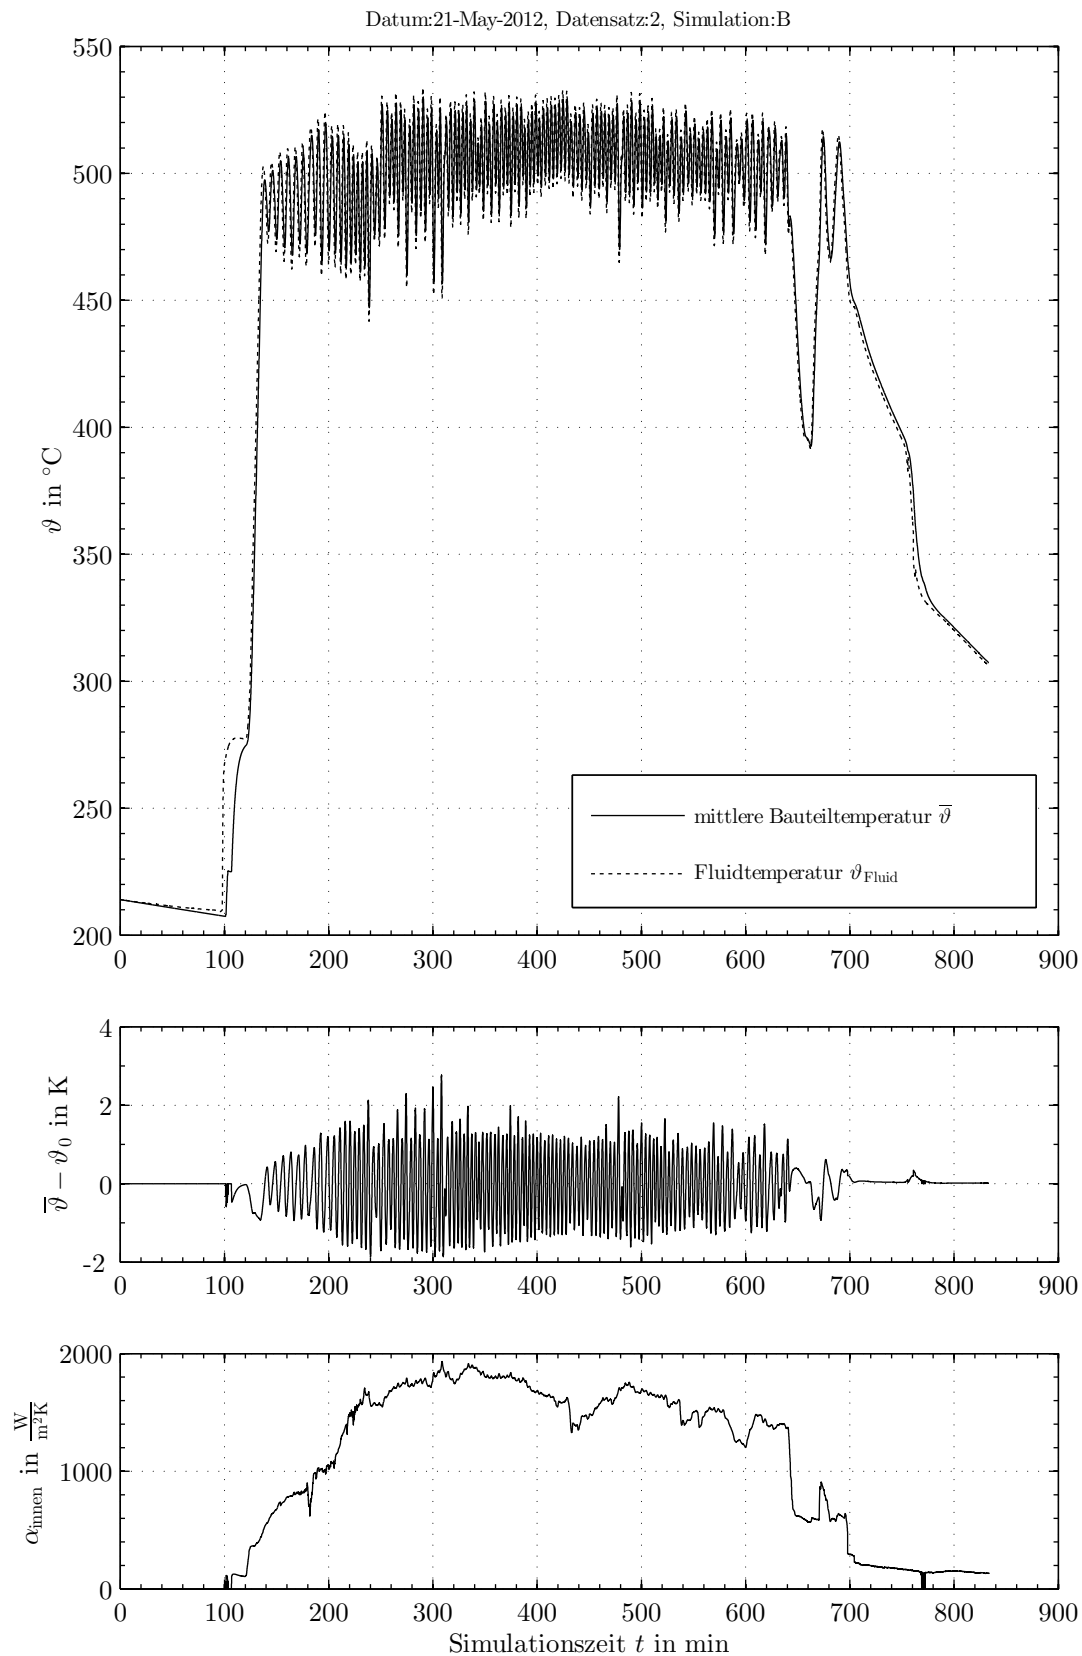 Datum:21-May-2012, Datensatz:2, Simulation:B
550
500
450
400
350
300
250
200
ϑ in °C
mittlere Bauteiltemperatur ϑ̅
Fluidtemperatur ϑ_Fluid
0 100 200 300 400 500 600 700 800 900
4
2
0
-2
ϑ̅ − ϑ₀ in K
0 100 200 300 400 500 600 700 800 900
2000
1000
0
α_innen in W/m²K
0 100 200 300 400 500 600 700 800 900
Simulationszeit t in min